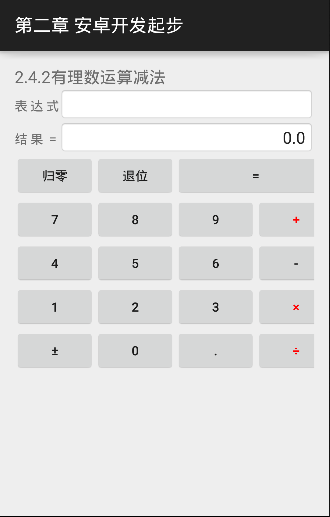 第二章 安卓开发起步
2.4.2有理数运算减法
表 达 式
结 果 = 0.0
归零 退位 =
7 8 9 +
4 5 6 -
1 2 3 ×
± 0 . ÷